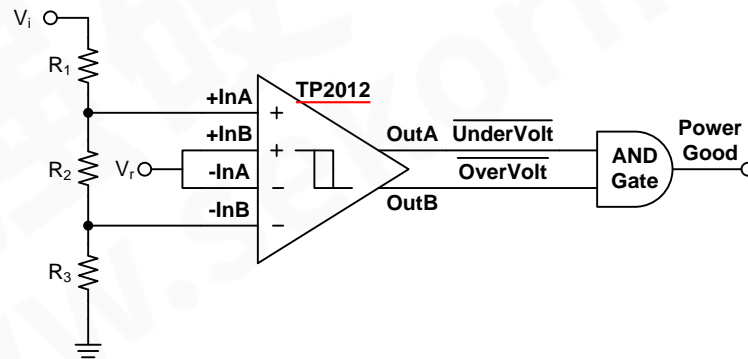 Vi
R1
R2
R3
Vr
+InA
+InB
-InA
-InB
TP2012
+
+
−
−
OutA
OutB
UnderVolt
OverVolt
AND
Gate
Power
Good